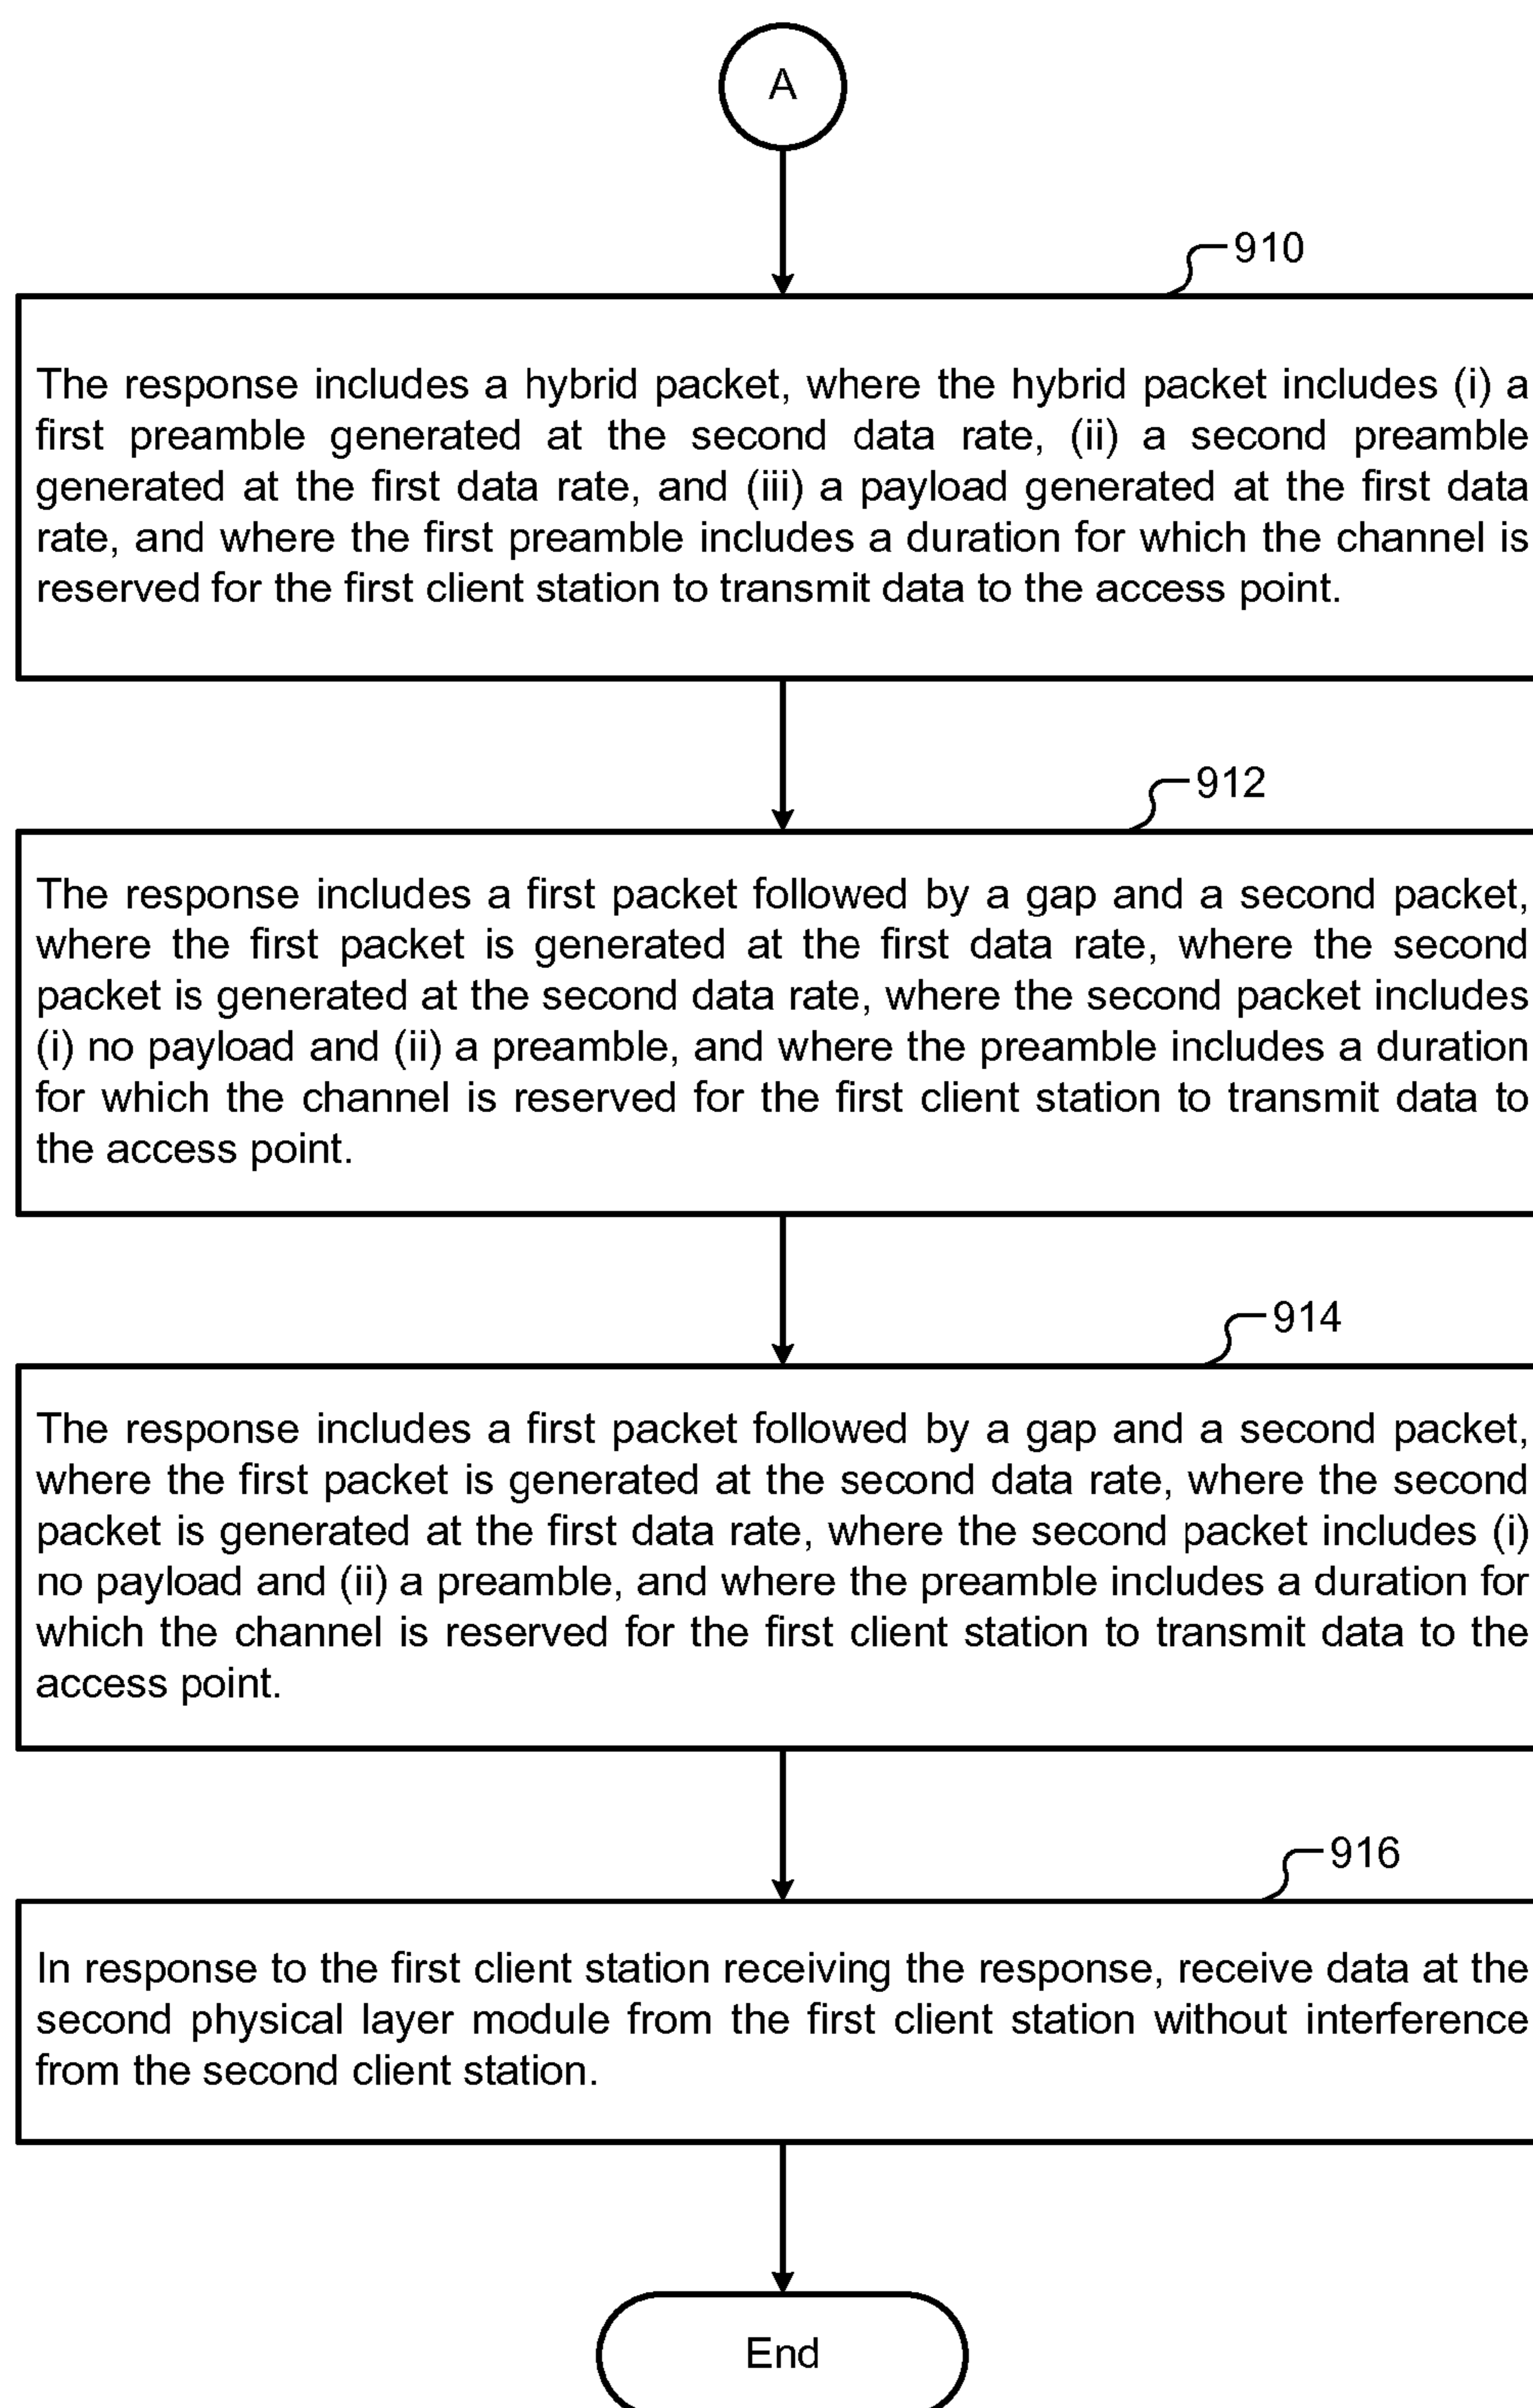 A
910
The response includes a hybrid packet, where the hybrid packet includes (i) a
first preamble generated at the second data rate, (ii) a second preamble
generated at the first data rate, and (iii) a payload generated at the first data
rate, and where the first preamble includes a duration for which the channel is
reserved for the first client station to transmit data to the access point.
912
The response includes a first packet followed by a gap and a second packet,
where the first packet is generated at the first data rate, where the second
packet is generated at the second data rate, where the second packet includes
(i) no payload and (ii) a preamble, and where the preamble includes a duration
for which the channel is reserved for the first client station to transmit data to
the access point.
914
The response includes a first packet followed by a gap and a second packet,
where the first packet is generated at the second data rate, where the second
packet is generated at the first data rate, where the second packet includes (i)
no payload and (ii) a preamble, and where the preamble includes a duration for
which the channel is reserved for the first client station to transmit data to the
access point.
916
In response to the first client station receiving the response, receive data at the
second physical layer module from the first client station without interference
from the second client station.
End